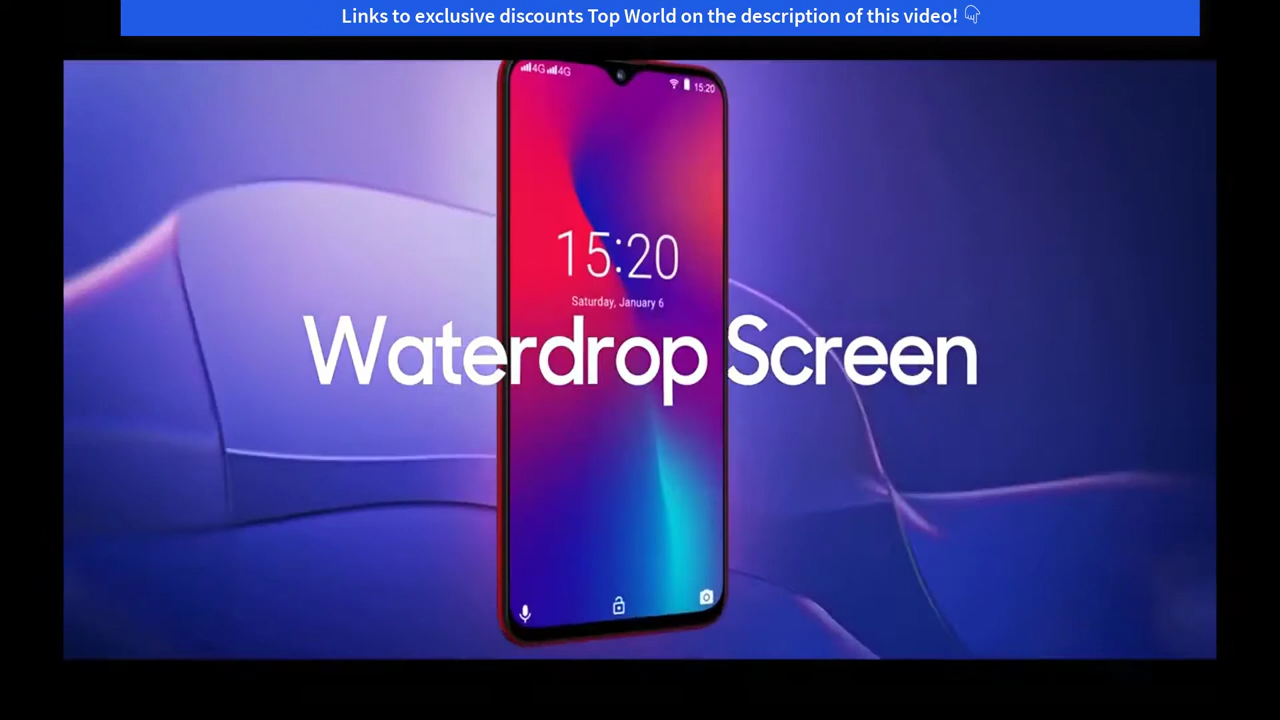 Links to exclusive discounts Top World on the description of this video! 👇
4G 4G 15:20
15:20
Saturday, January 6
Waterdrop Screen